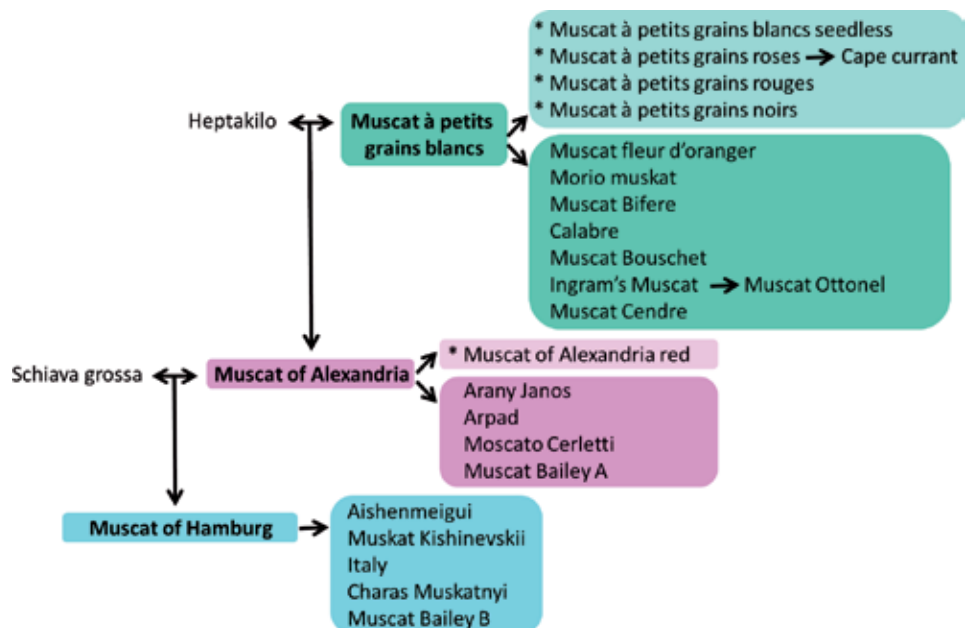 * Muscat à petits grains blancs seedless
* Muscat à petits grains roses → Cape currant
* Muscat à petits grains rouges
* Muscat à petits grains noirs
Heptakilo
Muscat à petits
grains blancs
Muscat fleur d'oranger
Morio muskat
Muscat Bifere
Calabre
Muscat Bouschet
Ingram's Muscat → Muscat Ottonel
Muscat Cendre
Schiava grossa
Muscat of Alexandria
* Muscat of Alexandria red
Arany Janos
Arpad
Moscato Cerletti
Muscat Bailey A
Muscat of Hamburg
Aishenmeigui
Muskat Kishinevskii
Italy
Charas Muskatnyi
Muscat Bailey B